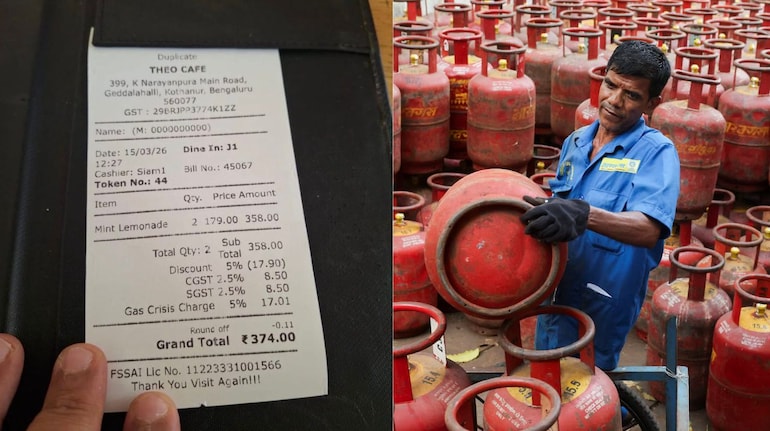 Duplicate
THEO CAFE
399, K Narayanpura Main Road,
Geddalahalli, Kothanur, Bengaluru
560077
GST : 29BRJPP3774K1ZZ
Name: (M: 0000000000)
Date: 15/03/26 Dine In: J1
12:27
Cashier: Siam1 Bill No.: 45067
Token No.: 44
Item Qty. Price Amount
Mint Lemonade 2 179.00 358.00
Total Qty: 2 Sub Total 358.00
Discount 5% (17.90)
CGST 2.5% 8.50
SGST 2.5% 8.50
Gas Crisis Charge 5% 17.01
Round off -0.11
Grand Total ₹374.00
FSSAI Lic No. 11223331001566
Thank You Visit Again!!!